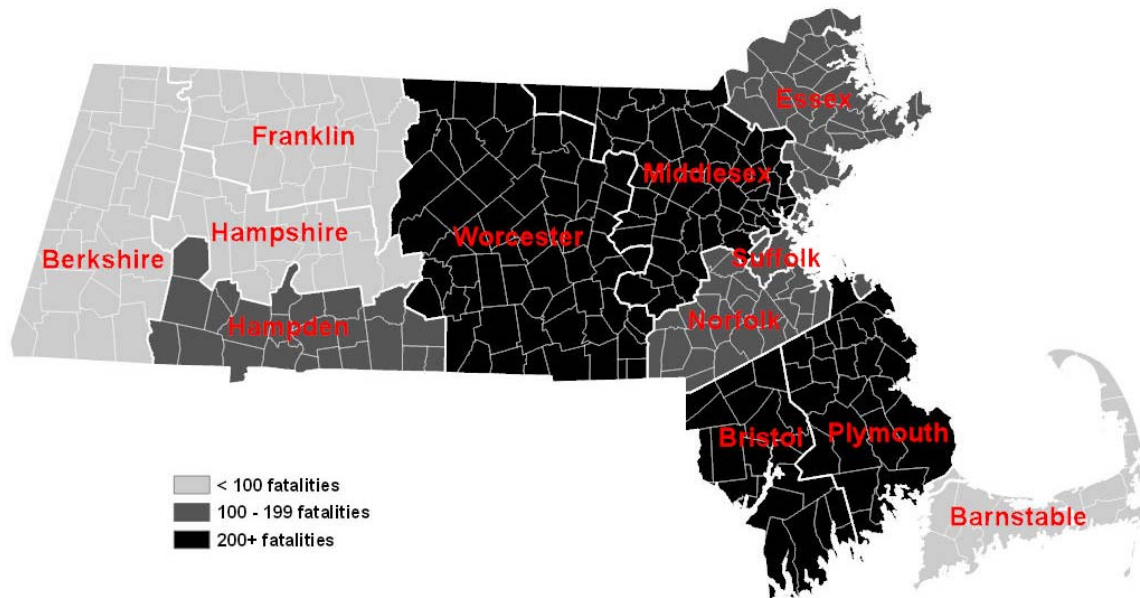 Essex
Franklin
Middlesex
Hampshire
Worcester
Berkshire
Suffolk
Hampden
Norfolk
Bristol
Plymouth
Barnstable
< 100 fatalities
100 - 199 fatalities
200+ fatalities